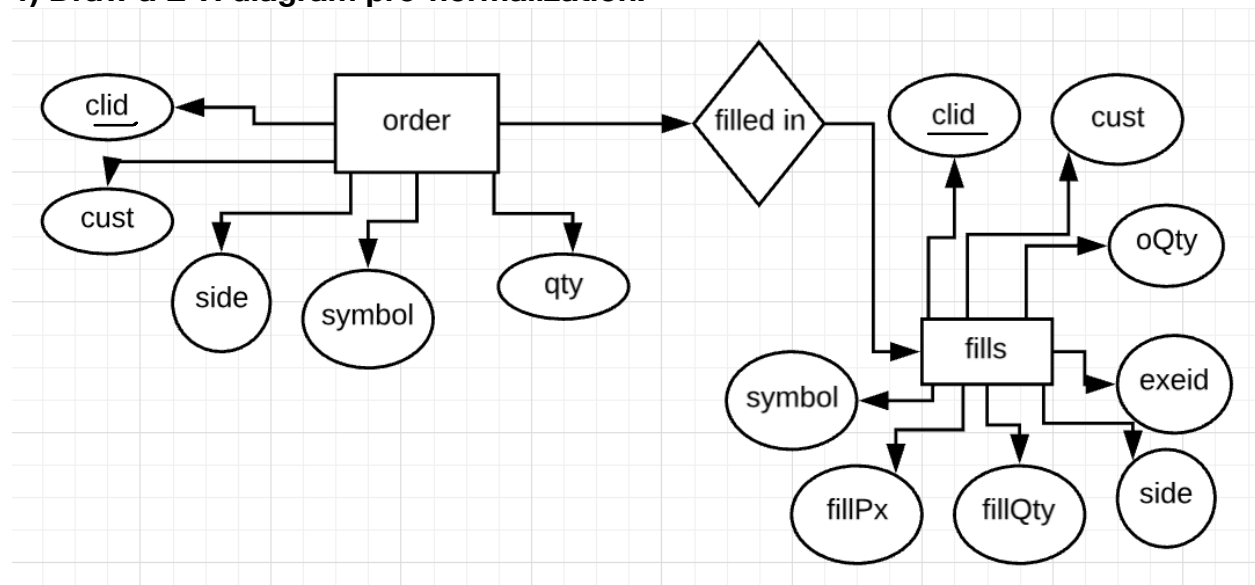 order
clid
cust
side
symbol
qty
filled in
clid
cust
oQty
fills
exeid
symbol
fillPx
fillQty
side